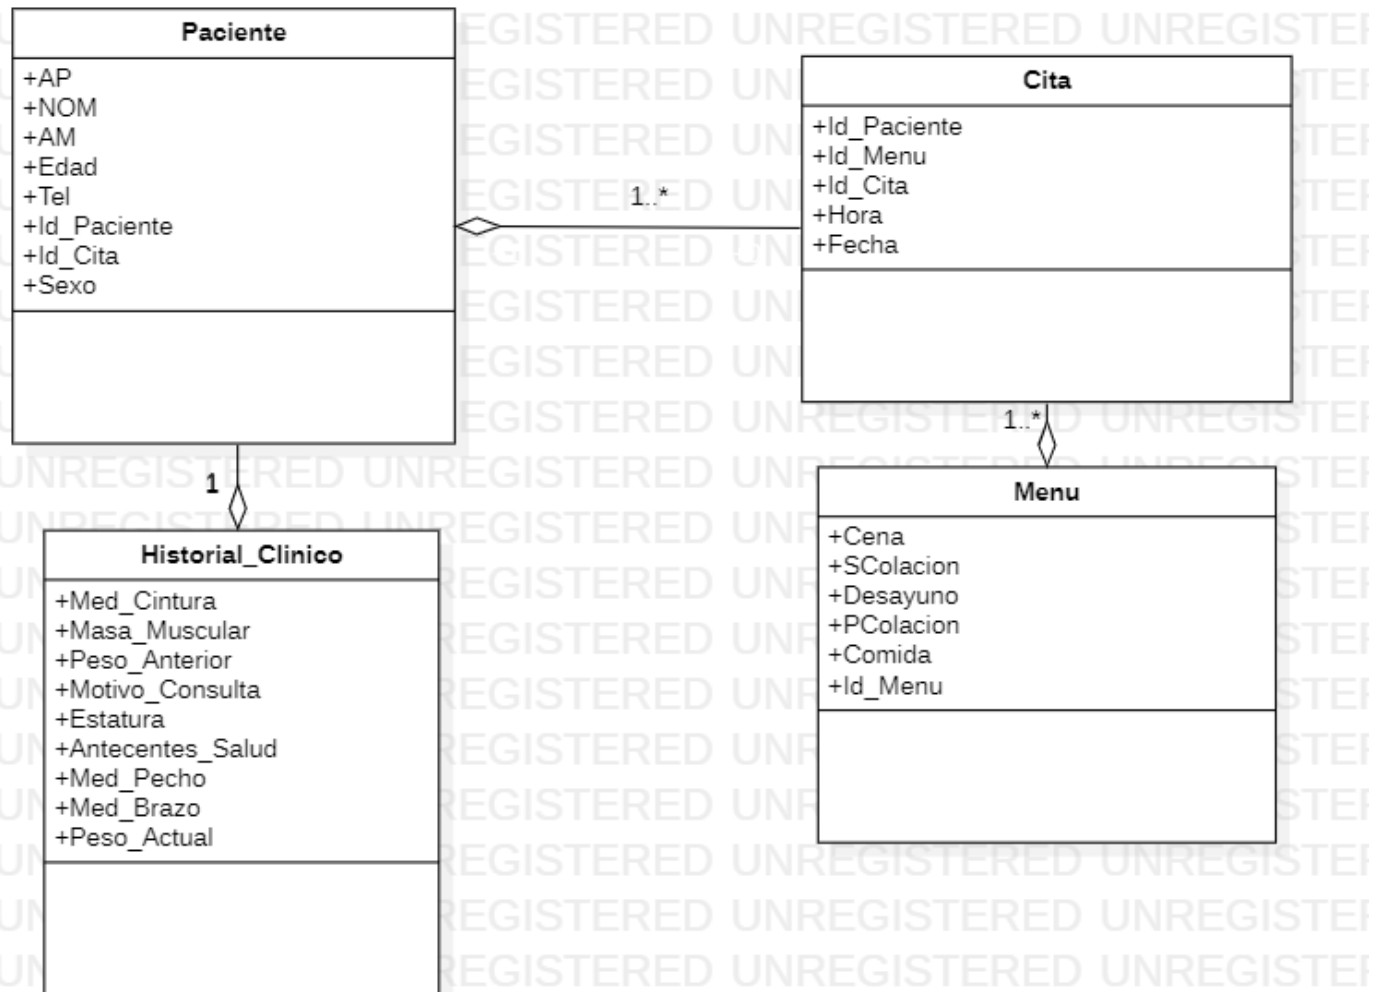 Paciente
+AP
+NOM
+AM
+Edad
+Tel
+Id_Paciente
+Id_Cita
+Sexo
1..*
Cita
+Id_Paciente
+Id_Menu
+Id_Cita
+Hora
+Fecha
1
1..*
Historial_Clinico
+Med_Cintura
+Masa_Muscular
+Peso_Anterior
+Motivo_Consulta
+Estatura
+Antecentes_Salud
+Med_Pecho
+Med_Brazo
+Peso_Actual
Menu
+Cena
+SColacion
+Desayuno
+PColacion
+Comida
+Id_Menu
UNREGISTERED UNREGISTERED